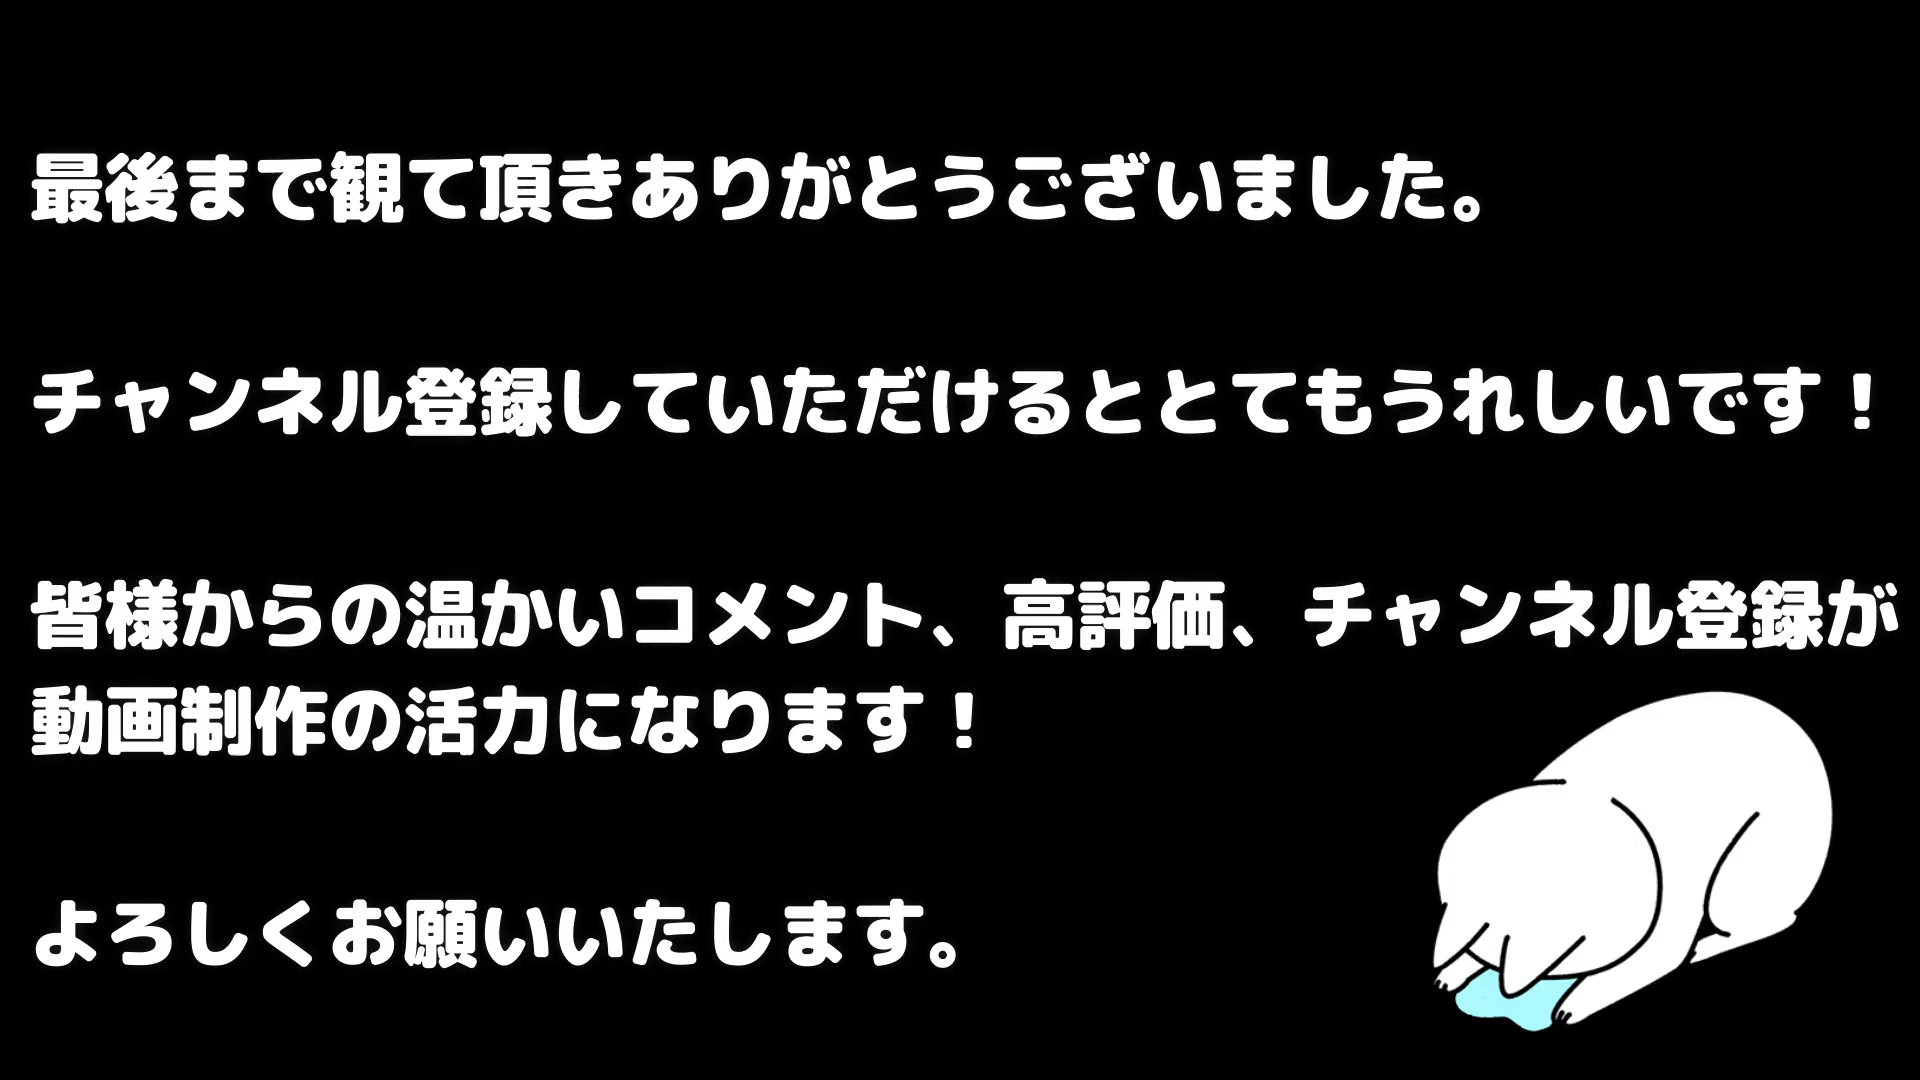 最後まで観て頂きありがとうございました。
チャンネル登録していただけるととてもうれしいです！
皆様からの温かいコメント、高評価、チャンネル登録が
動画制作の活力になります！
よろしくお願いいたします。